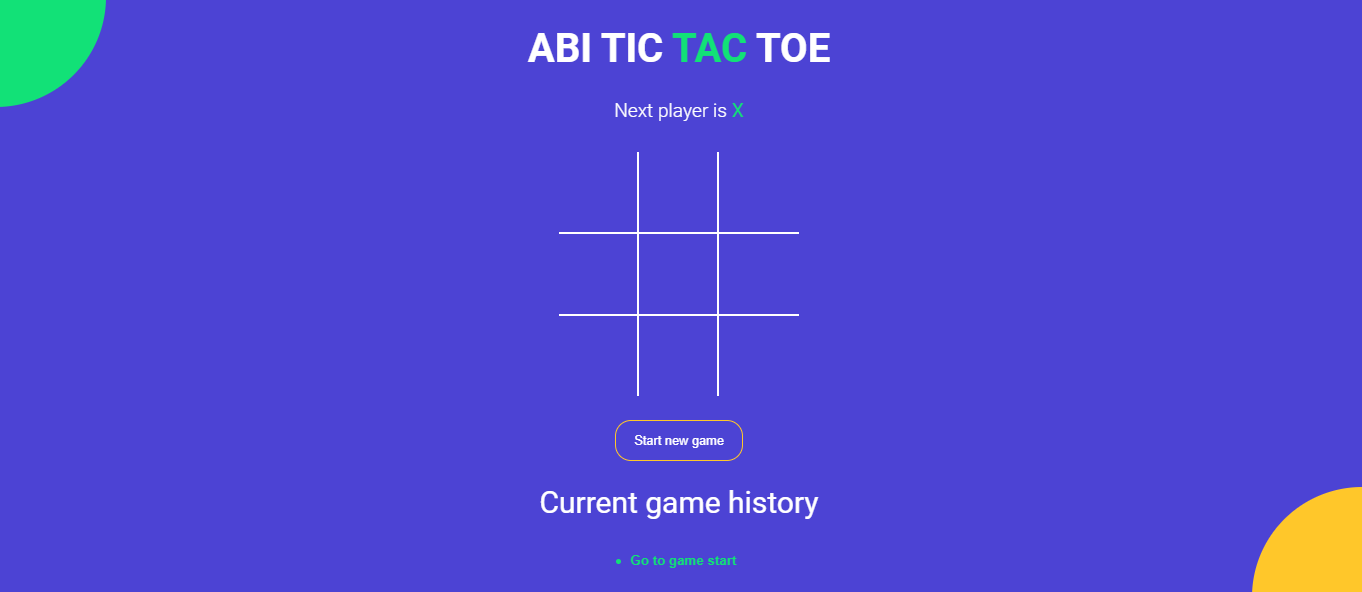 ABI TIC TAC TOE
Next player is X
Start new game
Current game history
Go to game start